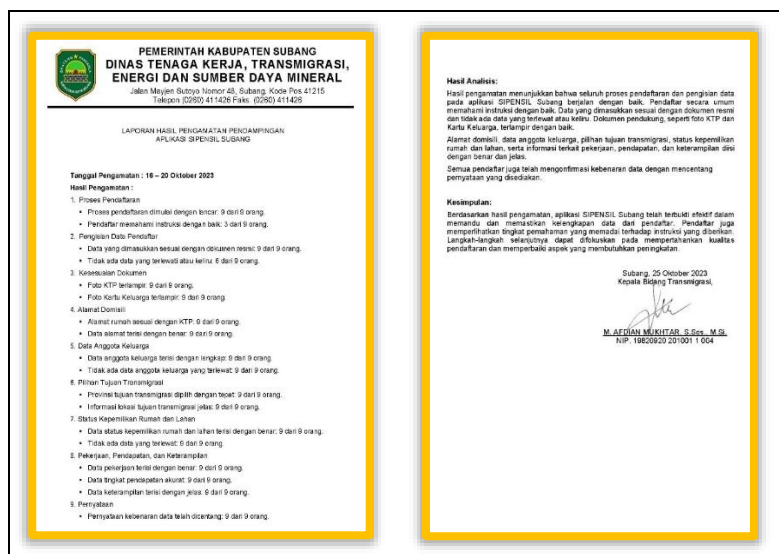 PEMERINTAH KABUPATEN SUBANG
DINAS TENAGA KERJA, TRANSMIGRASI,
ENERGI DAN SUMBER DAYA MINERAL
Jalan Mayjen Sutoyo Nomor 48, Subang, Kode Pos 41215
Telepon (0260) 411426 Faks. (0260) 411426
LAPORAN HASIL PENGAMATAN PENDAMPINGAN
APLIKASI SIPENSIL SUBANG
Tanggal Pengamatan : 16 – 20 Oktober 2023
Hasil Pengamatan :
1. Proses Pendaftaran
• Proses pendaftaran dimulai dengan lancar: 9 dari 9 orang.
• Pendaftar memahami instruksi dengan baik: 3 dari 9 orang.
2. Pengisian Data Pendaftar
• Data yang dimasukkan sesuai dengan dokumen resmi: 9 dari 9 orang.
• Tidak ada data yang terlewati atau keliru: 6 dari 9 orang.
3. Kesesuaian Dokumen
• Foto KTP terlampir: 9 dari 9 orang.
• Foto Kartu Keluarga terlampir: 9 dari 9 orang.
4. Alamat Domisili
• Alamat rumah sesuai dengan KTP: 9 dari 9 orang.
• Data alamat terisi dengan benar: 9 dari 9 orang.
5. Data Anggota Keluarga
• Data anggota keluarga terisi dengan lengkap: 9 dari 9 orang.
• Tidak ada data anggota keluarga yang terlewat: 9 dari 9 orang.
6. Pilihan Tujuan Transmigrasi
• Provinsi tujuan transmigrasi dipilih dengan tepat: 9 dari 9 orang.
• Informasi lokasi tujuan transmigrasi jelas: 9 dari 9 orang.
7. Status Kepemilikan Rumah dan Lahan
• Data status kepemilikan rumah dan lahan terisi dengan benar: 9 dari 9 orang.
• Tidak ada data yang terlewat: 9 dari 9 orang
8. Pekerjaan, Pendapatan, dan Keterampilan
• Data pekerjaan terisi dengan benar: 9 dari 9 orang.
• Data tingkat pendapatan akurat: 9 dari 9 orang.
• Data keterampilan terisi dengan jelas: 9 dari 9 orang.
9. Pernyataan
• Pernyataan kebenaran data telah dicentang: 9 dari 9 orang.
Hasil Analisis:
Hasil pengamatan menunjukkan bahwa seluruh proses pendaftaran dan pengisian data
pada aplikasi SIPENSIL Subang berjalan dengan baik. Pendaftar secara umum
memahami instruksi dengan baik. Data yang dimasukkan sesuai dengan dokumen resmi
dan tidak ada data yang terlewat atau keliru. Dokumen pendukung, seperti foto KTP dan
Kartu Keluarga, terlampir dengan baik.
Alamat domisili, data anggota keluarga, pilihan tujuan transmigrasi, status kepemilikan
rumah dan lahan, serta informasi terkait pekerjaan, pendapatan, dan keterampilan diisi
dengan benar dan jelas.
Semua pendaftar juga telah mengonfirmasi kebenaran data dengan mencentang
pernyataan yang disediakan.
Kesimpulan:
Berdasarkan hasil pengamatan, aplikasi SIPENSIL Subang telah terbukti efektif dalam
memandu dan memastikan kelengkapan data dari pendaftar. Pendaftar juga
memperlihatkan tingkat pemahaman yang memadai terhadap instruksi yang diberikan.
Langkah-langkah selanjutnya dapat difokuskan pada mempertahankan kualitas
pendaftaran dan memperbaiki aspek yang membutuhkan peningkatan.
Subang, 25 Oktober 2023
Kepala Bidang Transmigrasi,
M. AFDIAN MUKHTAR, S.Sos., M.Si.
NIP. 19820920 201001 1 004